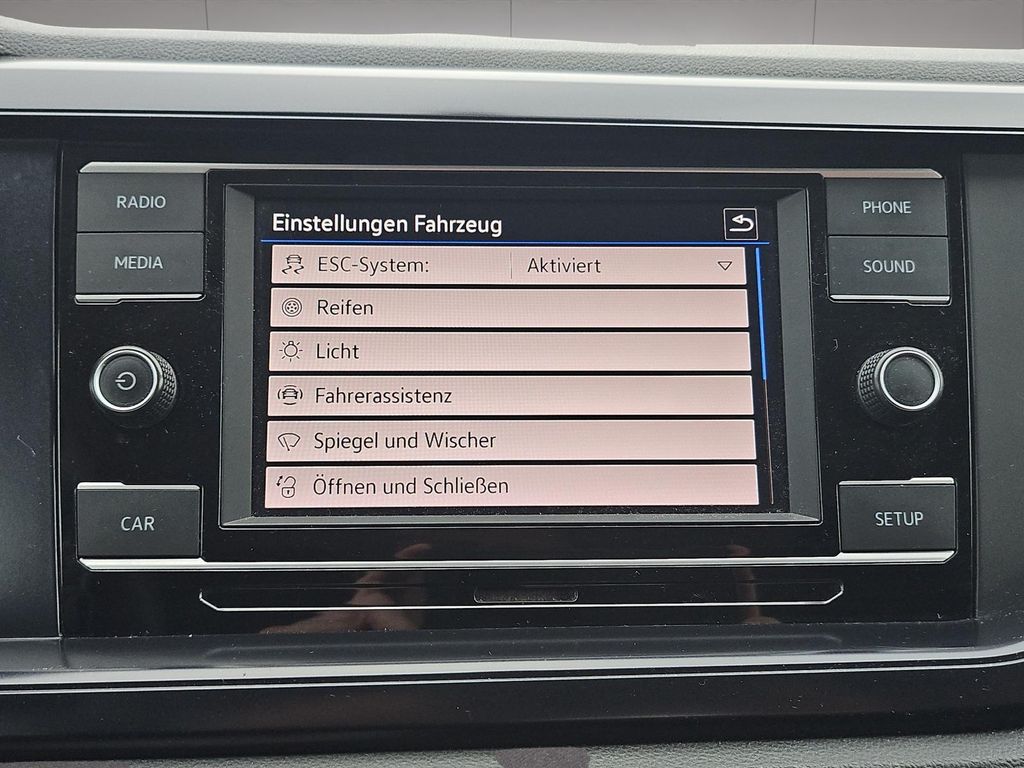 RADIO
MEDIA
CAR
Einstellungen Fahrzeug
ESC-System: Aktiviert
Reifen
Licht
Fahrerassistenz
Spiegel und Wischer
Öffnen und Schließen
PHONE
SOUND
SETUP